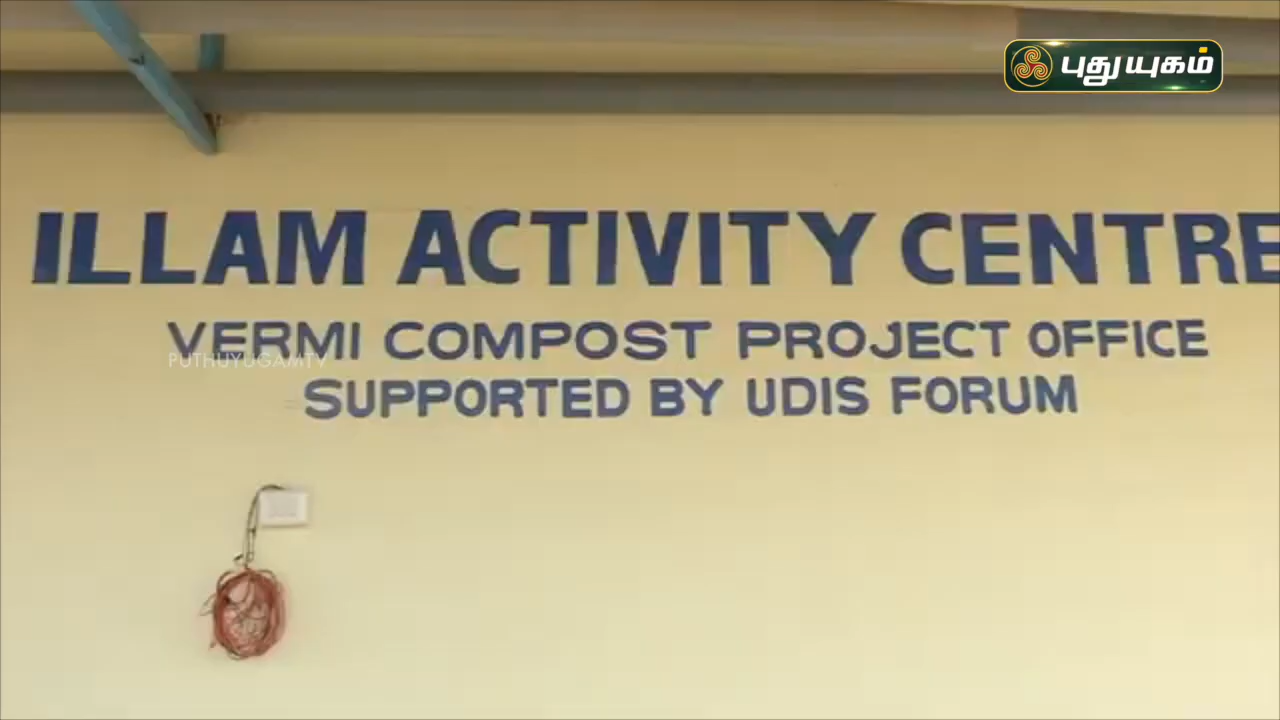 புதுயுகம்
ILLAM ACTIVITY CENTRE
VERMI COMPOST PROJECT OFFICE
PUTHUYUGAMTV
SUPPORTED BY UDIS FORUM